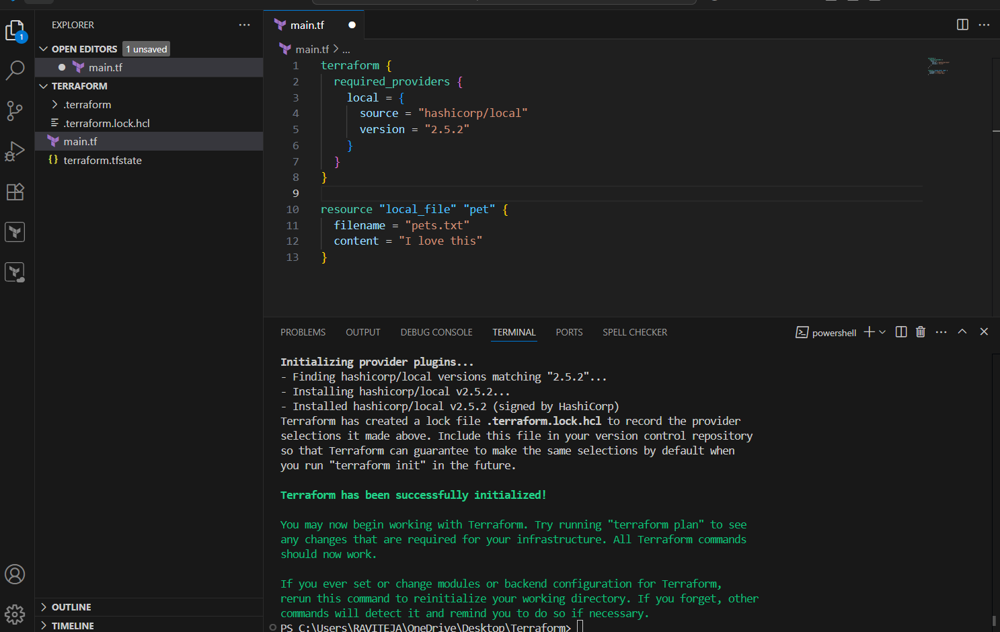 EXPLORER
OPEN EDITORS 1 unsaved
main.tf
TERRAFORM
.terraform
.terraform.lock.hcl
main.tf
terraform.tfstate
OUTLINE
TIMELINE
1
main.tf
main.tf > ...
1 terraform {
2 required_providers {
3 local = {
4 source = "hashicorp/local"
5 version = "2.5.2"
6 }
7 }
8 }
9
10 resource "local_file" "pet" {
11 filename = "pets.txt"
12 content = "I love this"
13 }
PROBLEMS OUTPUT DEBUG CONSOLE TERMINAL PORTS SPELL CHECKER powershell
Initializing provider plugins...
- Finding hashicorp/local versions matching "2.5.2"...
- Installing hashicorp/local v2.5.2...
- Installed hashicorp/local v2.5.2 (signed by HashiCorp)
Terraform has created a lock file .terraform.lock.hcl to record the provider
selections it made above. Include this file in your version control repository
so that Terraform can guarantee to make the same selections by default when
you run "terraform init" in the future.
Terraform has been successfully initialized!
You may now begin working with Terraform. Try running "terraform plan" to see
any changes that are required for your infrastructure. All Terraform commands
should now work.
If you ever set or change modules or backend configuration for Terraform,
rerun this command to reinitialize your working directory. If you forget, other
commands will detect it and remind you to do so if necessary.
PS C:\Users\RAVITEJA\OneDrive\Desktop\Terraform>